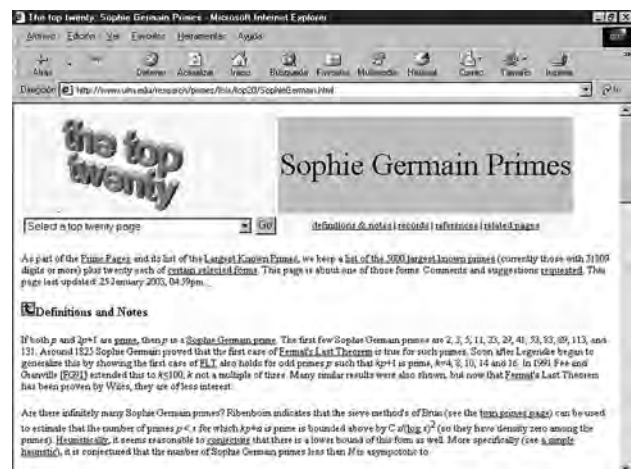 The top twenty: Sophie Germain Primes - Microsoft Internet Explorer
Archivo Edición Ver Favoritos Herramientas Ayuda
Atrás Detener Actualizar Inicio Búsqueda Favoritos Multimedia Historial Correo Tamaño Imprimir
Dirección
the top
twenty
Sophie Germain Primes
Select a top twenty page Go definitions & notes | records | references | related pages
As part of the Prime Pages and its list of the Largest Known Primes, we keep a list of the 5000 largest known primes (currently those with
digits or more) plus twenty each of certain selected forms. This page is about one of those forms. Comments and suggestions requested. This
page last updated: 25 January 2003, 04:39pm.
Definitions and Notes
If both p and 2p+1 are prime, then p is a Sophie Germain prime. The first few Sophie Germain primes are 2, 3, 5, 11, 23, 29, 41, 53, 83, 89, 113, and
131. Around 1825 Sophie Germain proved that the first case of Fermat's Last Theorem is true for such primes. Soon after Legendre began to
generalize this by showing the first case of FLT also holds for odd primes p such that kp+1 is prime, k=4, 8, 10, 14 and 16. In 1991 Fee and
Granville [FG91] extended this to k≤100, k not a multiple of three. Many similar results were also shown, but now that Fermat's Last Theorem
has been proven by Wiles, they are of less interest.
Are there infinitely many Sophie Germain primes? Ribenboim indicates that the sieve methods of Brun (see the twin primes page) can be used
to estimate that the number of primes p < x for which kp+a is prime is bounded above by C x/(log x)² (so they have density zero among the
primes). Heuristically, it seems reasonable to conjecture that there is a lower bound of this form as well. More specifically (see a simple
heuristic), it is conjectured that the number of Sophie Germain primes less than N is asymptotic to